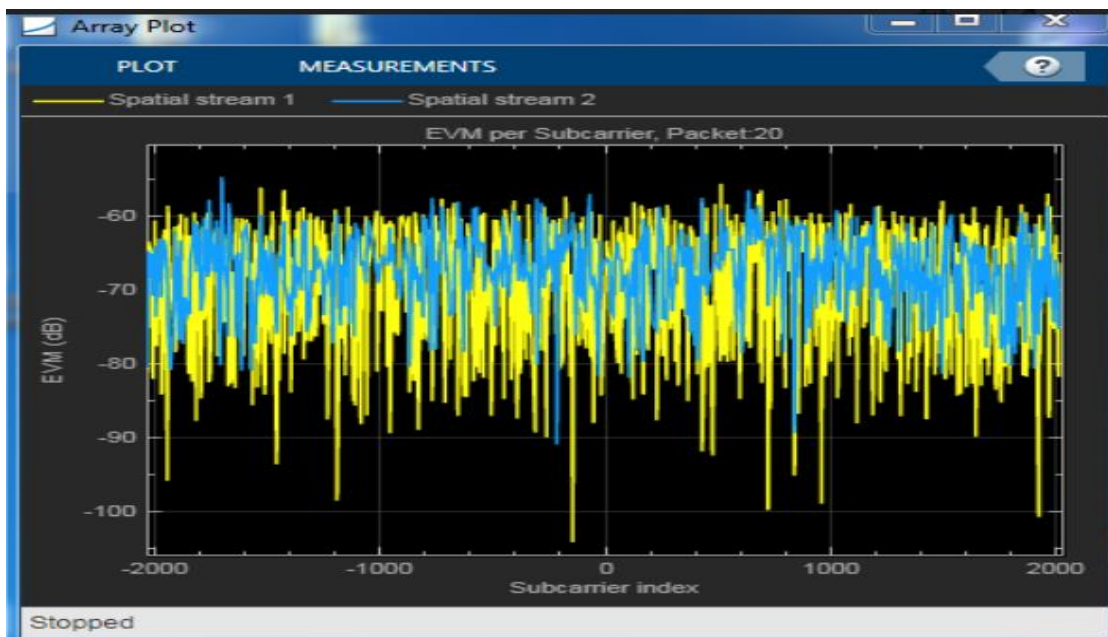 Array Plot
PLOT MEASUREMENTS ?
Spatial stream 1 Spatial stream 2
EVM per Subcarrier, Packet:20
-60
-70
-80
-90
-100
EVM (dB)
-2000 -1000 0 1000 2000
Subcarrier index
Stopped